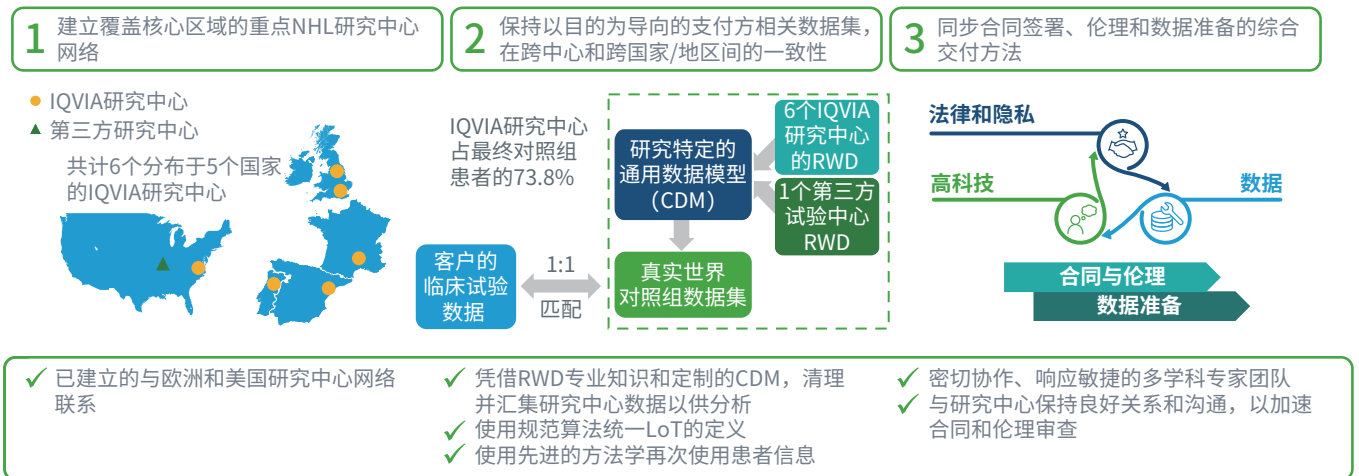 1
建立覆盖核心区域的重点NHL研究中心
网络
2
保持以目的为导向的支付方相关数据集，
在跨中心和跨国家/地区间的一致性
3
同步合同签署、伦理和数据准备的综合
交付方法
IQVIA研究中心
第三方研究中心
共计6个分布于5个国家
的IQVIA研究中心
IQVIA研究中心
占最终对照组
患者的73.8%
客户的
临床试验
数据
1:1
匹配
研究特定的
通用数据模型
（CDM）
真实世界
对照组数据集
6个IQVIA
研究中心
的RWD
1个第三方
试验中心
RWD
法律和隐私
高科技
数据
合同与伦理
数据准备
已建立的与欧洲和美国研究中心网络
联系
凭借RWD专业知识和定制的CDM，清理
并汇集研究中心数据以供分析
使用规范算法统一LoT的定义
使用先进的方法学再次使用患者信息
密切协作、响应敏捷的多学科专家团队
与研究中心保持良好关系和沟通，以加速
合同和伦理审查